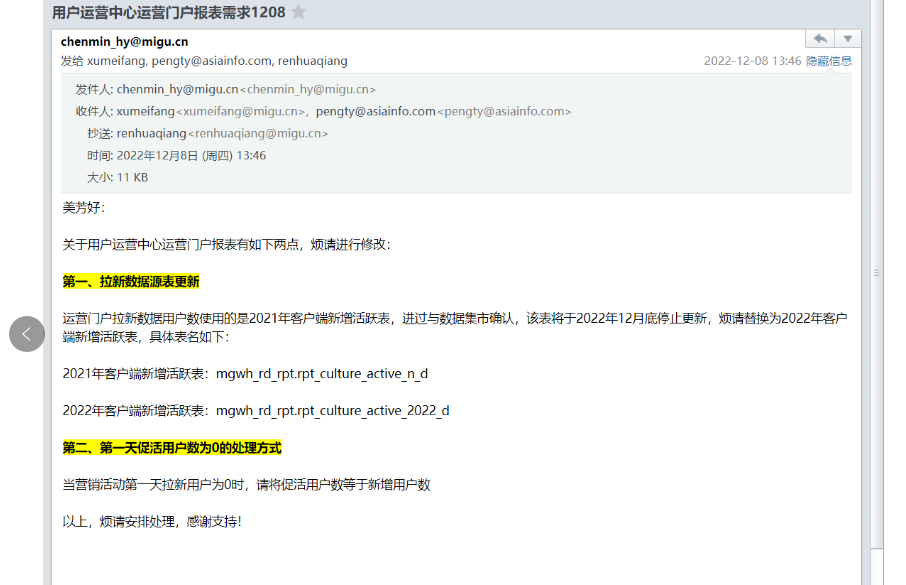 用户运营中心运营门户报表需求1208
chenmin_hy@migu.cn
发给 xumeifang, pengty@asiainfo.com, renhuaqiang
2022-12-08 13:46 隐藏信息
发件人: chenmin_hy@migu.cn<chenmin_hy@migu.cn>
收件人: xumeifang<xumeifang@migu.cn>, pengty@asiainfo.com<pengty@asiainfo.com>
抄送: renhuaqiang<renhuaqiang@migu.cn>
时间: 2022年12月8日 (周四) 13:46
大小: 11 KB
美芳好：
关于用户运营中心运营门户报表有如下两点，烦请进行修改：
第一、拉新数据源表更新
运营门户拉新数据用户数使用的是2021年客户端新增活跃表，进过与数据集市确认，该表将于2022年12月底停止更新，烦请替换为2022年客户
端新增活跃表，具体表名如下：
2021年客户端新增活跃表：mgwh_rd_rpt.rpt_culture_active_n_d
2022年客户端新增活跃表：mgwh_rd_rpt.rpt_culture_active_2022_d
第二、第一天促活用户数为0的处理方式
当营销活动第一天拉新用户为0时，请将促活用户数等于新增用户数
以上，烦请安排处理，感谢支持！